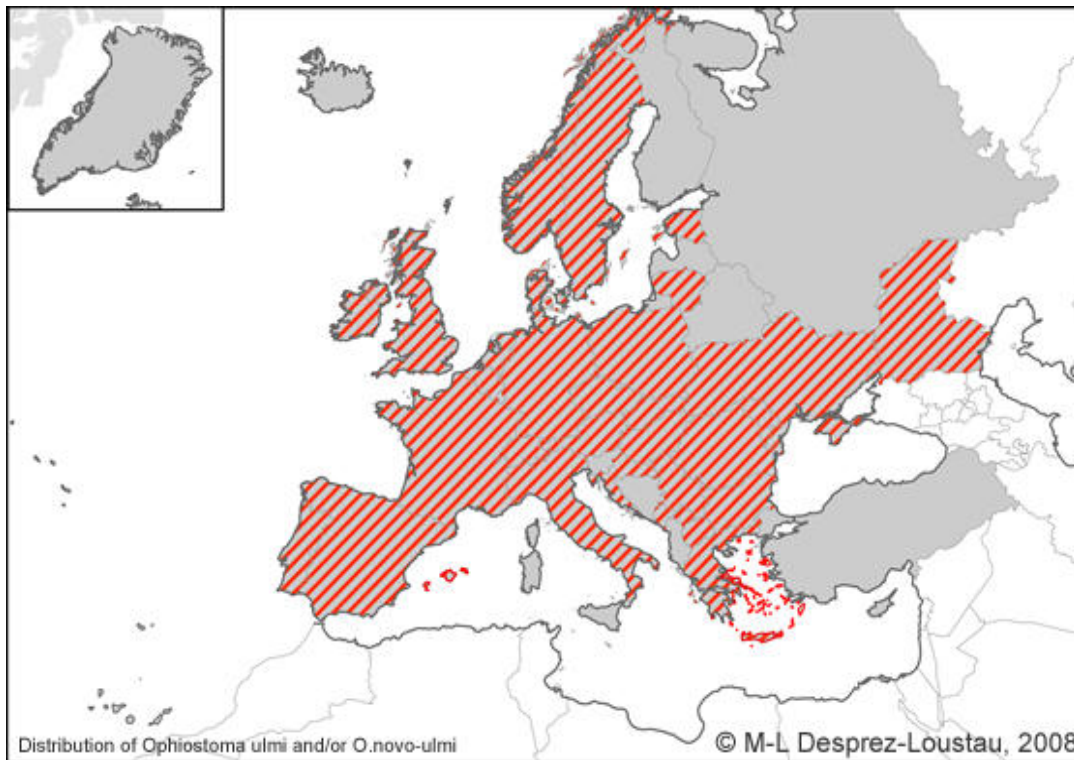 Distribution of Ophiostoma ulmi and/or O.novo-ulmi
© M-L Desprez-Loustau, 2008